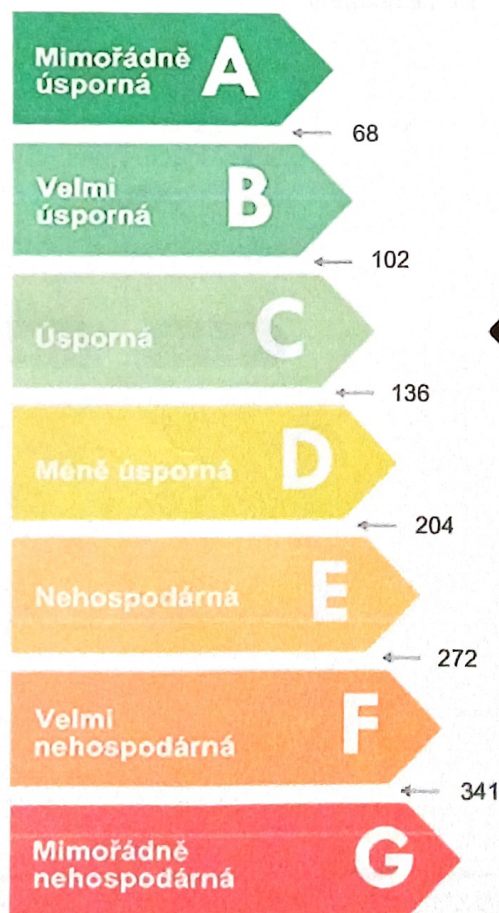 Mimořádně
úsporná
A
68
Velmi
úsporná
B
102
Úsporná
C
136
Méně úsporná
D
204
Nehospodárná
E
272
Velmi
nehospodárná
F
341
Mimořádně
nehospodárná
G